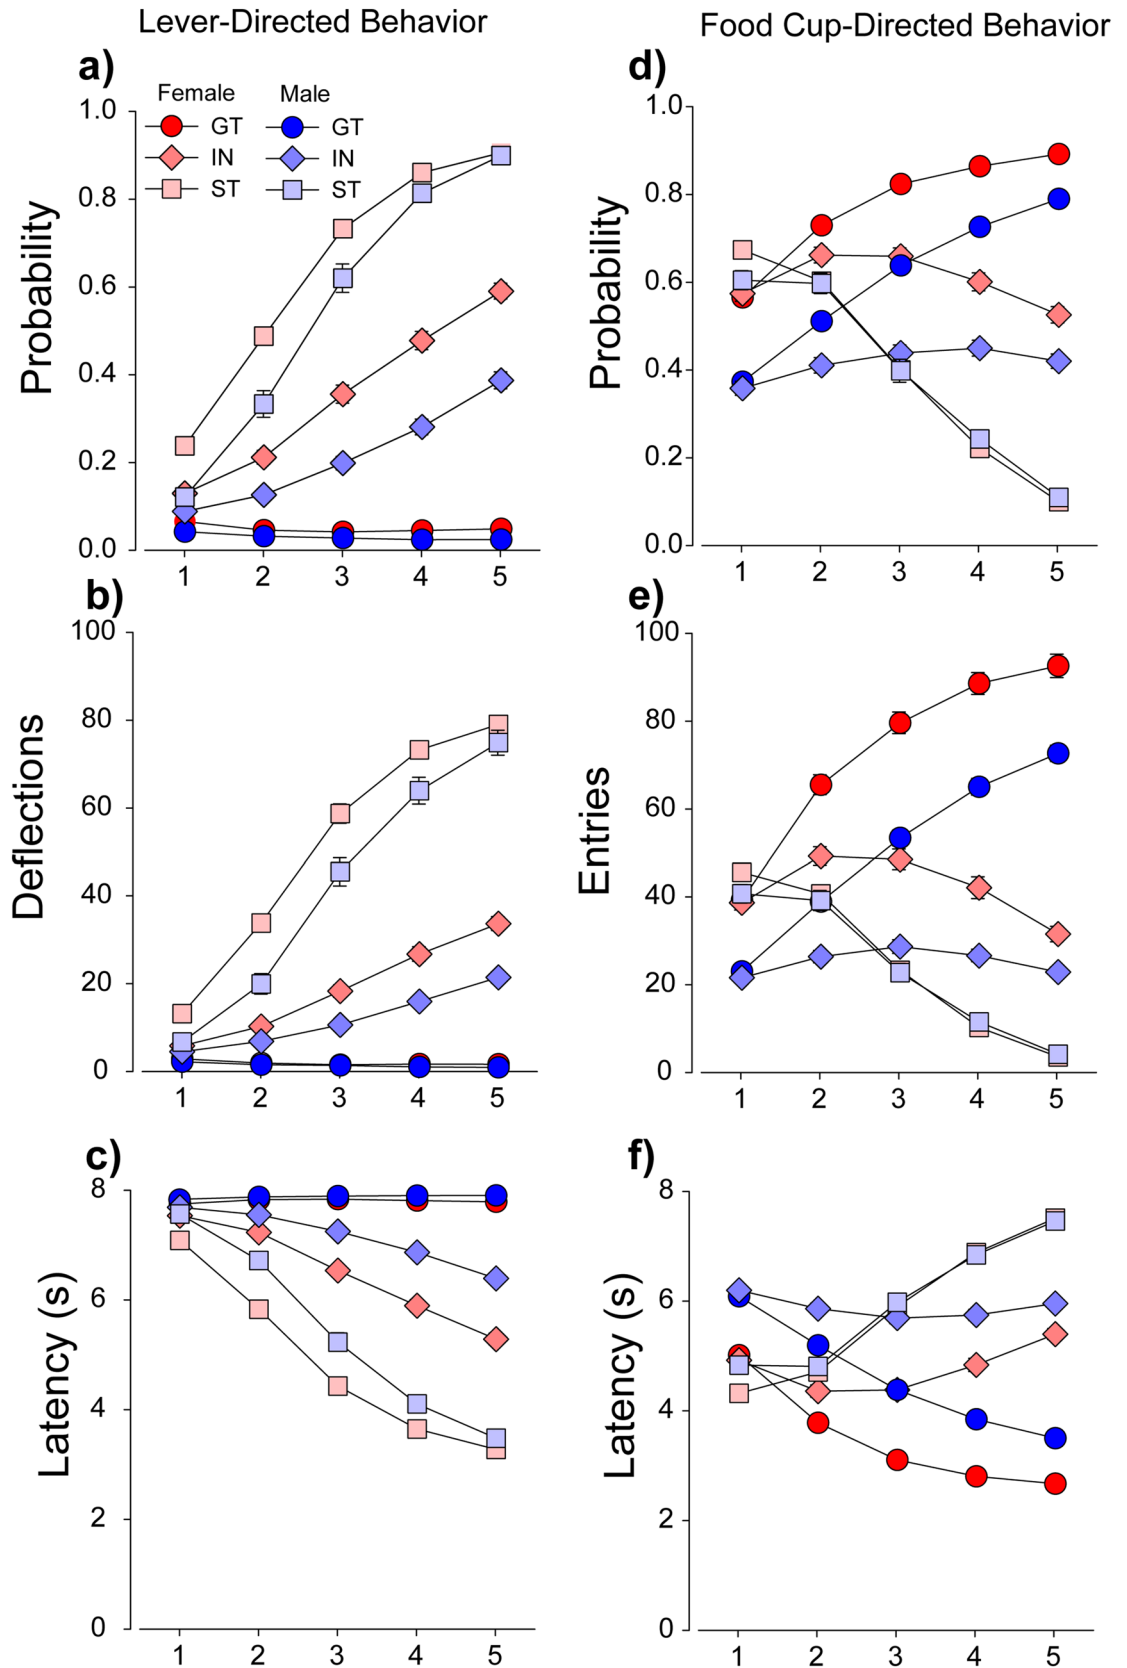 Lever-Directed Behavior
Food Cup-Directed Behavior
a)
Female Male
GT GT
IN IN
ST ST
Probability
1.0
0.8
0.6
0.4
0.2
0.0
1 2 3 4 5
d)
Probability
1.0
0.8
0.6
0.4
0.2
0.0
1 2 3 4 5
b)
Deflections
100
80
60
40
20
0
1 2 3 4 5
e)
Entries
100
80
60
40
20
0
1 2 3 4 5
c)
Latency (s)
8
6
4
2
0
1 2 3 4 5
f)
Latency (s)
8
6
4
2
0
1 2 3 4 5